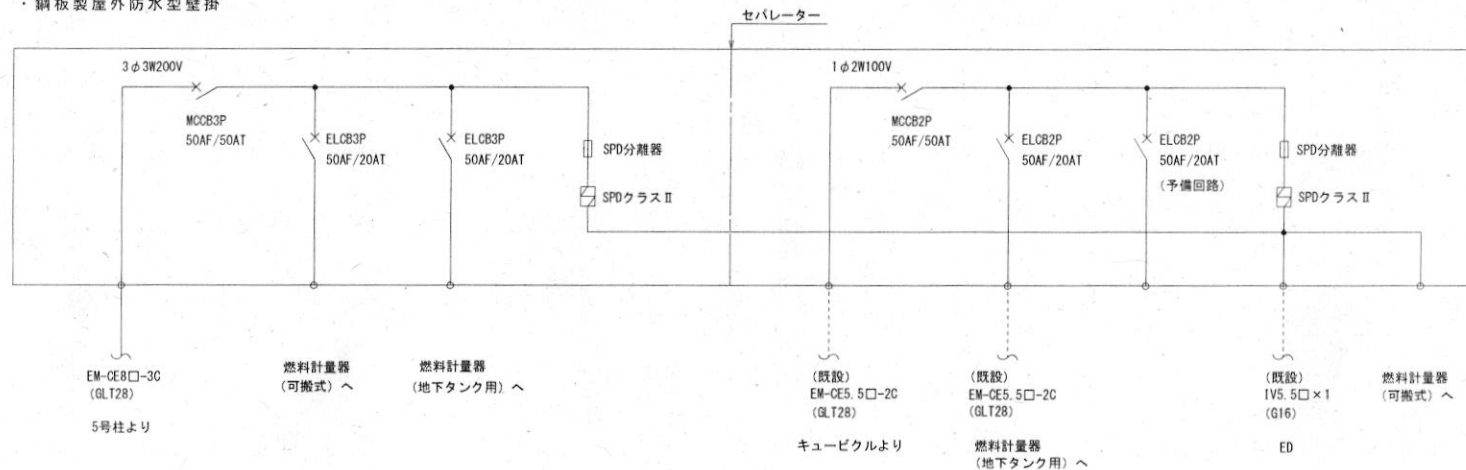 ・鋼板製屋外防水型壁掛
セパレーター
3φ3W200V
MCCB3P
50AF/50AT
ELCB3P
50AF/20AT
ELCB3P
50AF/20AT
SPD分離器
SPDクラスⅡ
1φ2W100V
MCCB2P
50AF/50AT
ELCB2P
50AF/20AT
ELCB2P
50AF/20AT
(予備回路)
SPD分離器
SPDクラスⅡ
EM-CE8□-3C
(GLT28)
5号柱より
燃料計量器
(可搬式)へ
燃料計量器
(地下タンク用)へ
(既設)
EM-CE5.5□-2C
(GLT28)
キュービクルより
(既設)
EM-CE5.5□-2C
(GLT28)
燃料計量器
(地下タンク用)へ
(既設)
IV5.5□×1
(G16)
ED
燃料計量器
(可搬式)へ